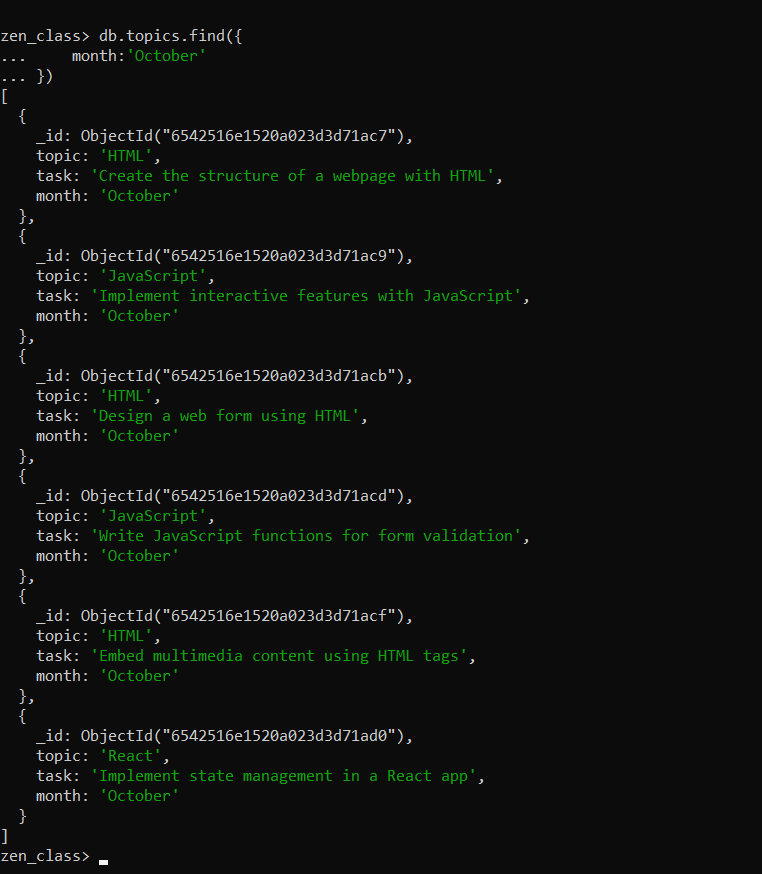 zen_class> db.topics.find({
...     month:'October'
... })
[
  {
    _id: ObjectId("6542516e1520a023d3d71ac7"),
    topic: 'HTML',
    task: 'Create the structure of a webpage with HTML',
    month: 'October'
  },
  {
    _id: ObjectId("6542516e1520a023d3d71ac9"),
    topic: 'JavaScript',
    task: 'Implement interactive features with JavaScript',
    month: 'October'
  },
  {
    _id: ObjectId("6542516e1520a023d3d71acb"),
    topic: 'HTML',
    task: 'Design a web form using HTML',
    month: 'October'
  },
  {
    _id: ObjectId("6542516e1520a023d3d71acd"),
    topic: 'JavaScript',
    task: 'Write JavaScript functions for form validation',
    month: 'October'
  },
  {
    _id: ObjectId("6542516e1520a023d3d71acf"),
    topic: 'HTML',
    task: 'Embed multimedia content using HTML tags',
    month: 'October'
  },
  {
    _id: ObjectId("6542516e1520a023d3d71ad0"),
    topic: 'React',
    task: 'Implement state management in a React app',
    month: 'October'
  }
]
zen_class>